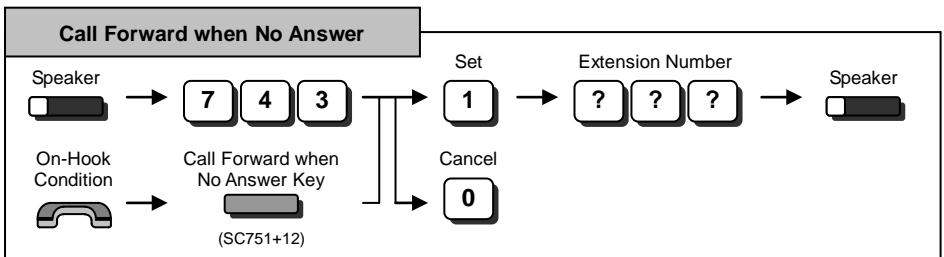 Call Forward when No Answer
Set
Extension Number
Speaker
Speaker
7 4 3
1
? ? ?
On-Hook
Condition
Call Forward when
No Answer Key
Cancel
0
(SC751+12)